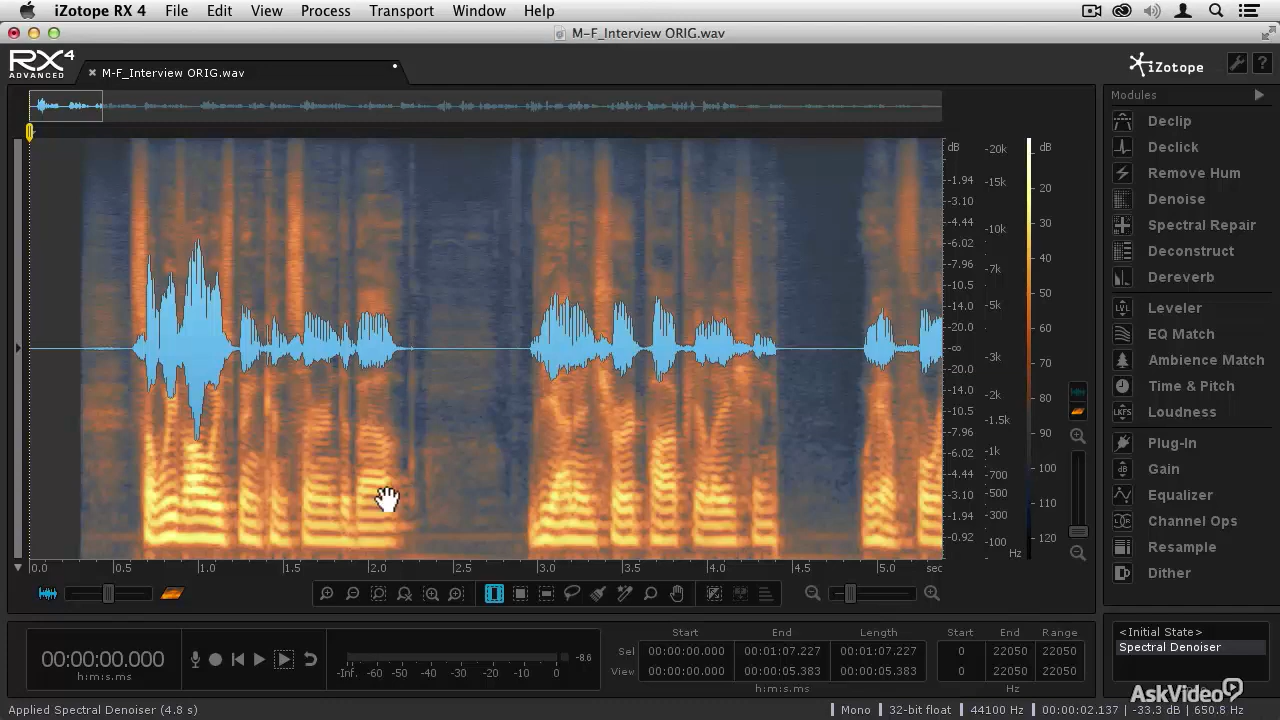 iZotope RX 4 File Edit View Process Transport Window Help
M-F_Interview ORIG.wav
RX4 ADVANCED
M-F_Interview ORIG.wav
iZotope
?
Modules
Declip
Declick
Remove Hum
Denoise
Spectral Repair
Deconstruct
Dereverb
Leveler
EQ Match
Ambience Match
Time & Pitch
LKFS Loudness
Plug-In
dB Gain
Equalizer
Channel Ops
Resample
Dither
dB
-1.94
-3.10
-4.44
-6.02
-7.96
-10.5
-14.0
-20.0
-∞
-20.0
-14.0
-10.5
-7.96
-6.02
-4.44
-3.10
-1.94
-0.92
-20k
-15k
-10k
-7k
-5k
-3k
-2k
-1.5k
-1k
-700
-500
-300
-100
Hz
dB
20
30
40
50
60
70
80
90
100
110
120
0.0 0.5 1.0 1.5 2.0 2.5 3.0 3.5 4.0 4.5 5.0 sec
00:00:00.000
h:m:s.ms
-Inf. -70 -60 -50 -40 -30 -20 -10 0
-8.6
Start End Length
Sel 00:00:00.000 00:01:07.227 00:01:07.227
View 00:00:00.000 00:00:05.383 00:00:05.383
h:m:s.ms
Start End Range
0 22050 22050
0 22050 22050
Hz
<Initial State>
Spectral Denoiser
AskVideo
Applied Spectral Denoiser (4.8 s)
Mono 32-bit float 44100 Hz 00:00:02.137 -33.3 dB 650.8 Hz